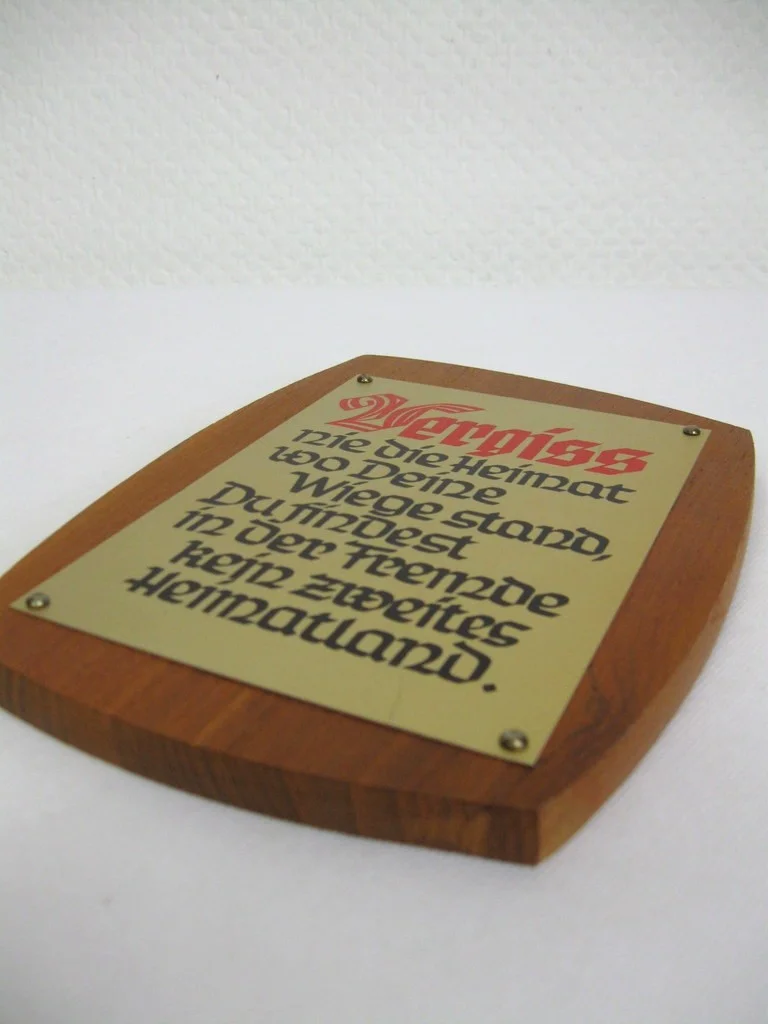 Vergiss
nie die Heimat
wo Deine
Wiege stand,
Du findest
in der Fremde
kein zweites
Heimatland.